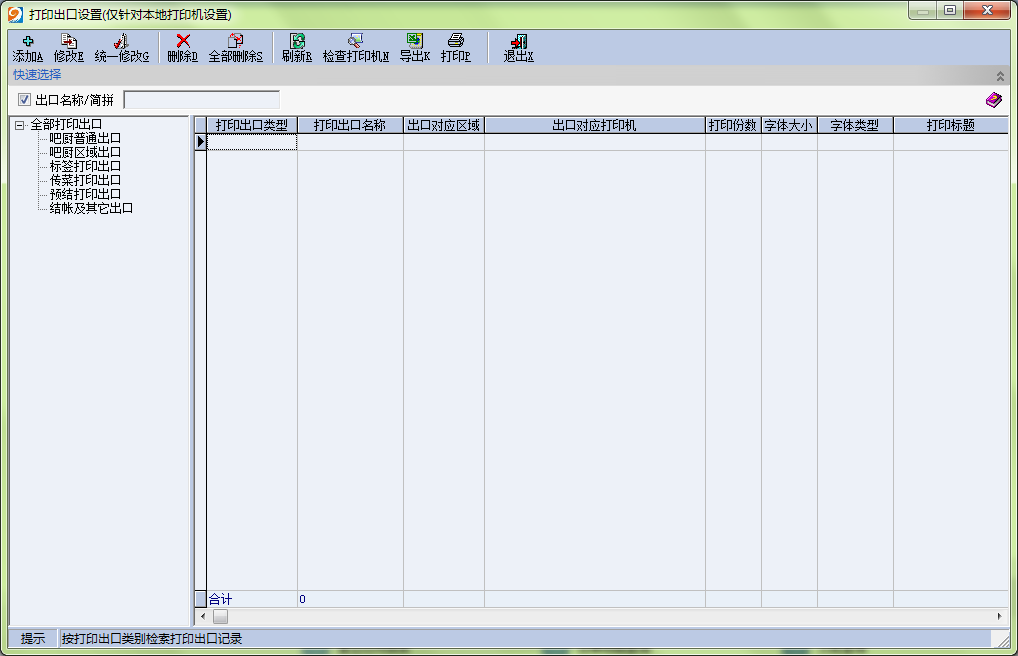 打印出口设置(仅针对本地打印机设置)
添加A 修改E 统一修改G 删除D 全部删除S 刷新R 检查打印机N 导出K 打印P 退出X
快速选择
出口名称/简拼
全部打印出口
吧厨普通出口
吧厨区域出口
标签打印出口
传菜打印出口
预结打印出口
结帐及其它出口
打印出口类型 打印出口名称 出口对应区域 出口对应打印机 打印份数 字体大小 字体类型 打印标题
合计 0
提示 按打印出口类别检索打印出口记录